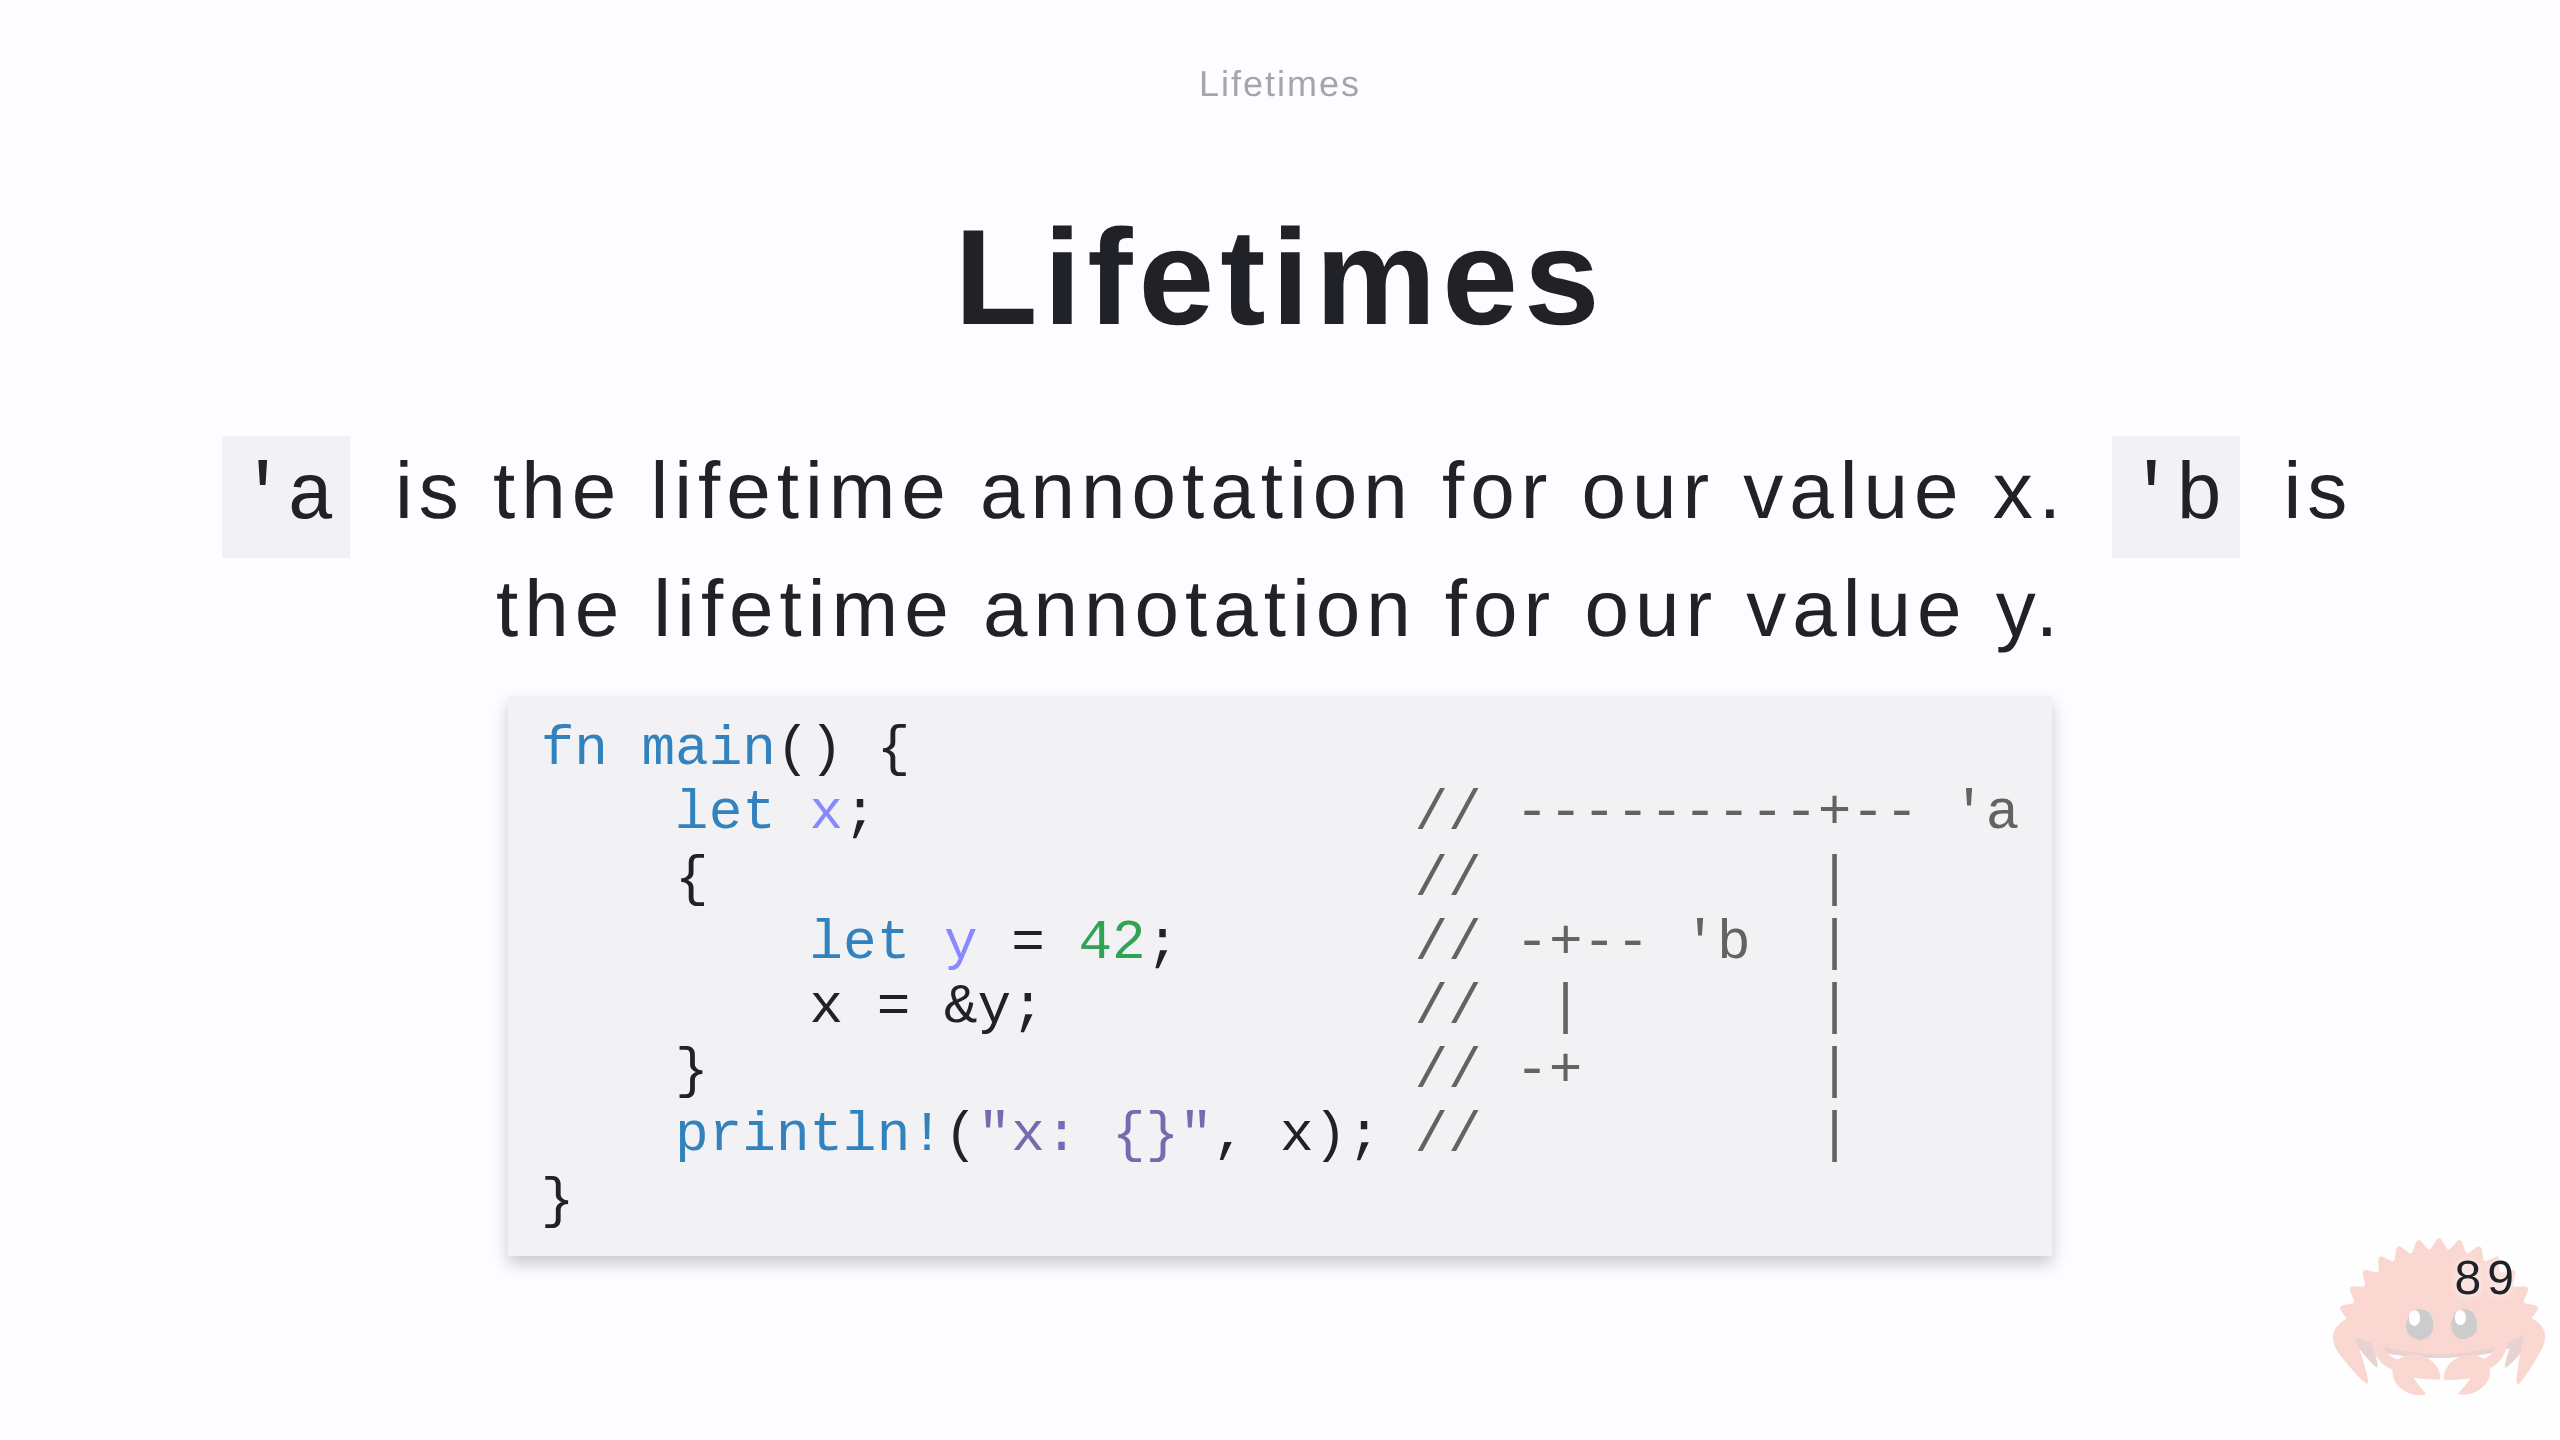 Lifetimes
Lifetimes
'a is the lifetime annotation for our value x. 'b is
the lifetime annotation for our value y.
fn main() {
    let x;                // ---------+-- 'a
    {                     //          |
        let y = 42;       // -+-- 'b  |
        x = &y;           //  |       |
    }                     // -+       |
    println!("x: {}", x); //          |
}
89